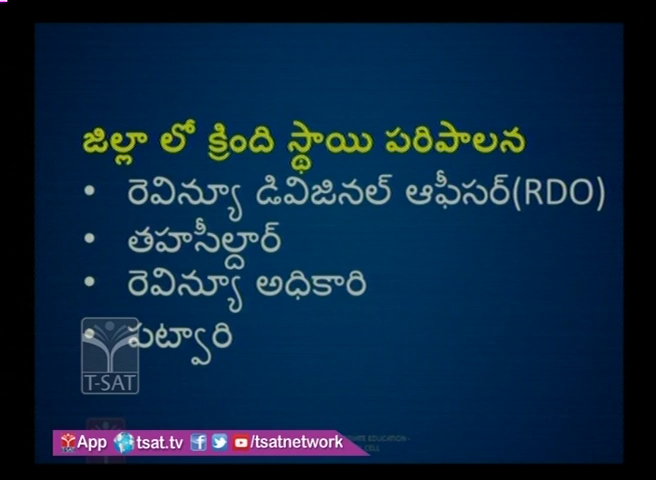 జిల్లా లో క్రింది స్థాయి పరిపాలన
• రెవిన్యూ డివిజినల్ ఆఫీసర్(RDO)
• తహసీల్దార్
• రెవిన్యూ అధికారి
• పట్వారి
T-SAT
App tsat.tv /tsatnetwork